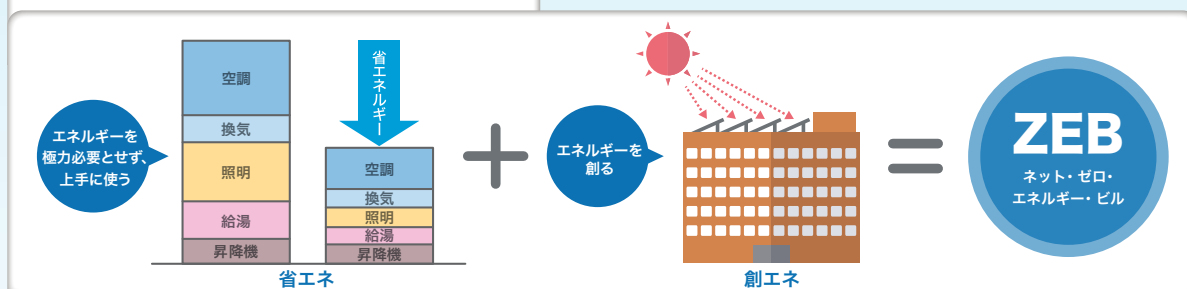 エネルギーを
極力必要とせず、
上手に使う
空調
換気
照明
給湯
昇降機
省エネルギー
空調
換気
照明
給湯
昇降機
省エネ
＋
エネルギーを
創る
創エネ
＝
ZEB
ネット・ゼロ・
エネルギー・ビル